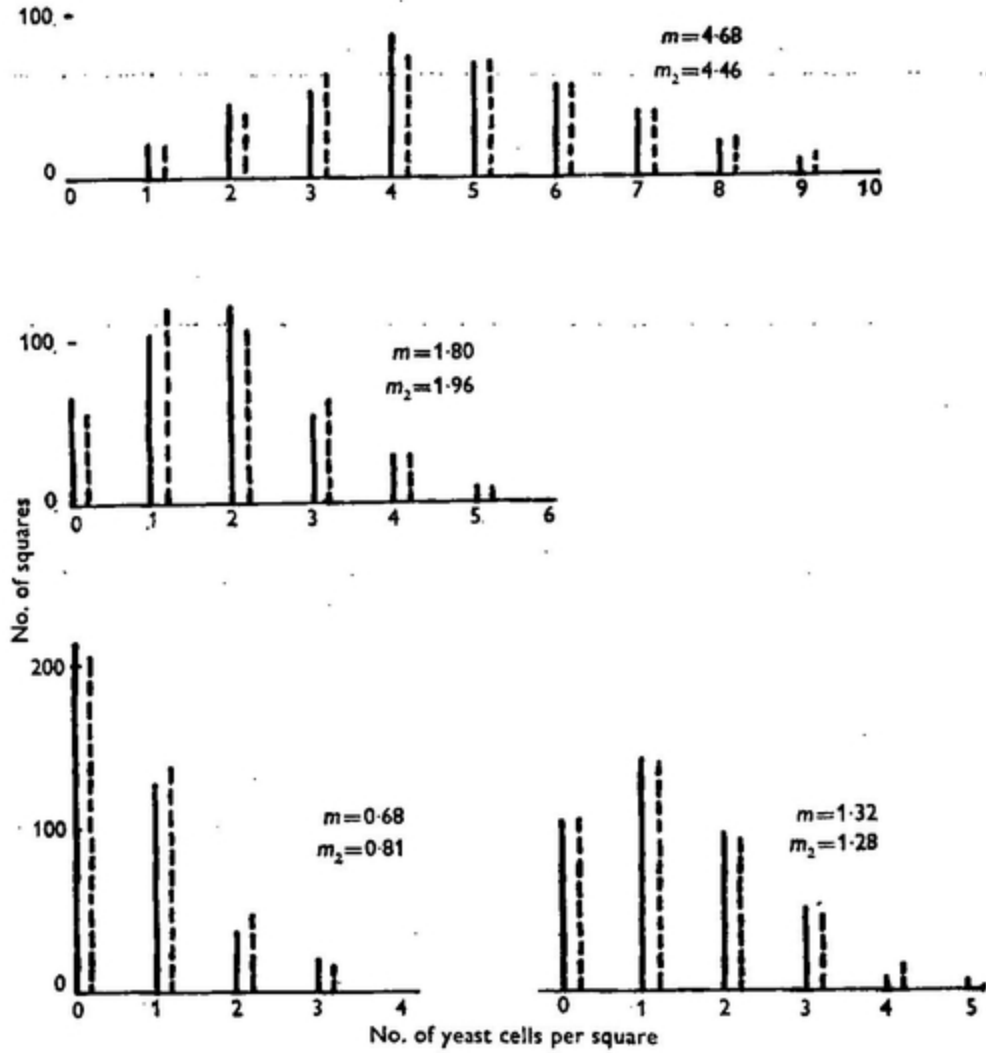 100
m=4·68
m₂=4·46
0
0 1 2 3 4 5 6 7 8 9 10
100
m=1·80
m₂=1·96
0
0 1 2 3 4 5 6
No. of squares
200
100
m=0·68
m₂=0·81
0
0 1 2 3 4
m=1·32
m₂=1·28
0 1 2 3 4 5
No. of yeast cells per square